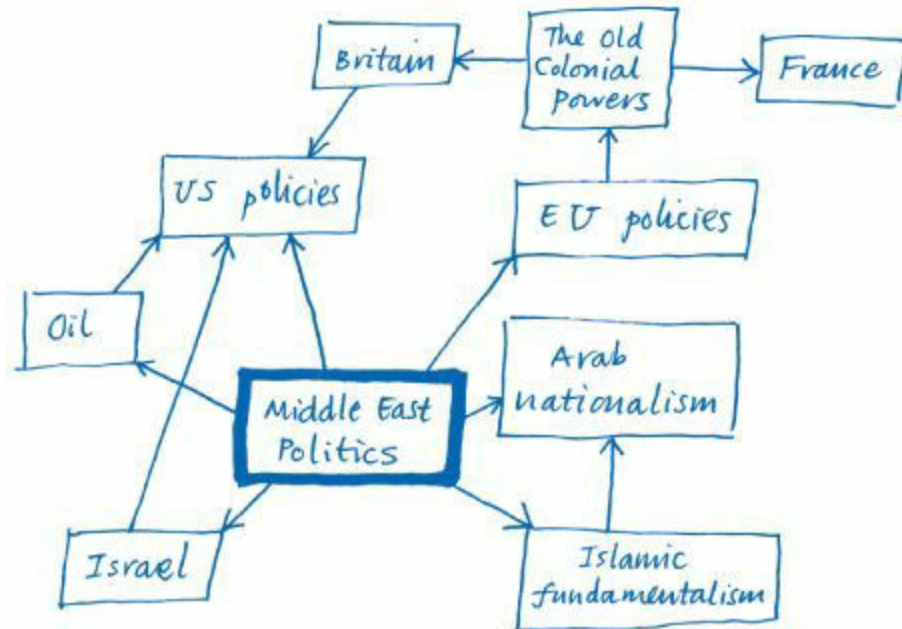 The Old
Colonial
Powers
Britain
France
US policies
EU policies
Oil
Arab
nationalism
Middle East
Politics
Israel
Islamic
fundamentalism